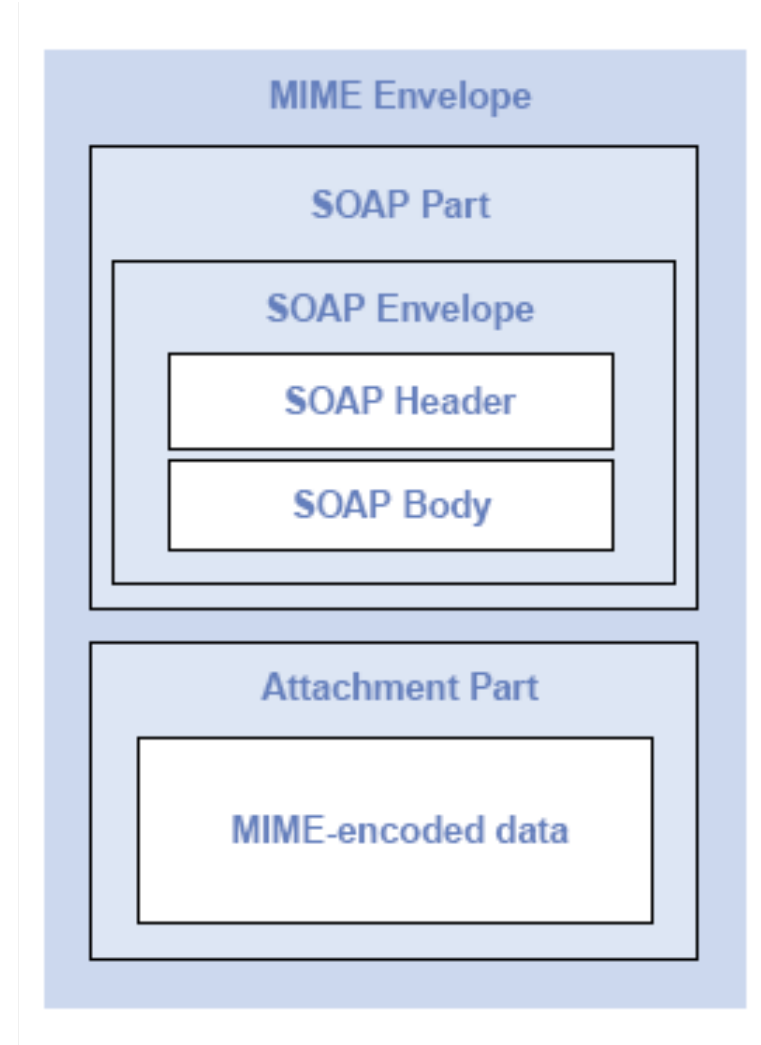 MIME Envelope
SOAP Part
SOAP Envelope
SOAP Header
SOAP Body
Attachment Part
MIME-encoded data